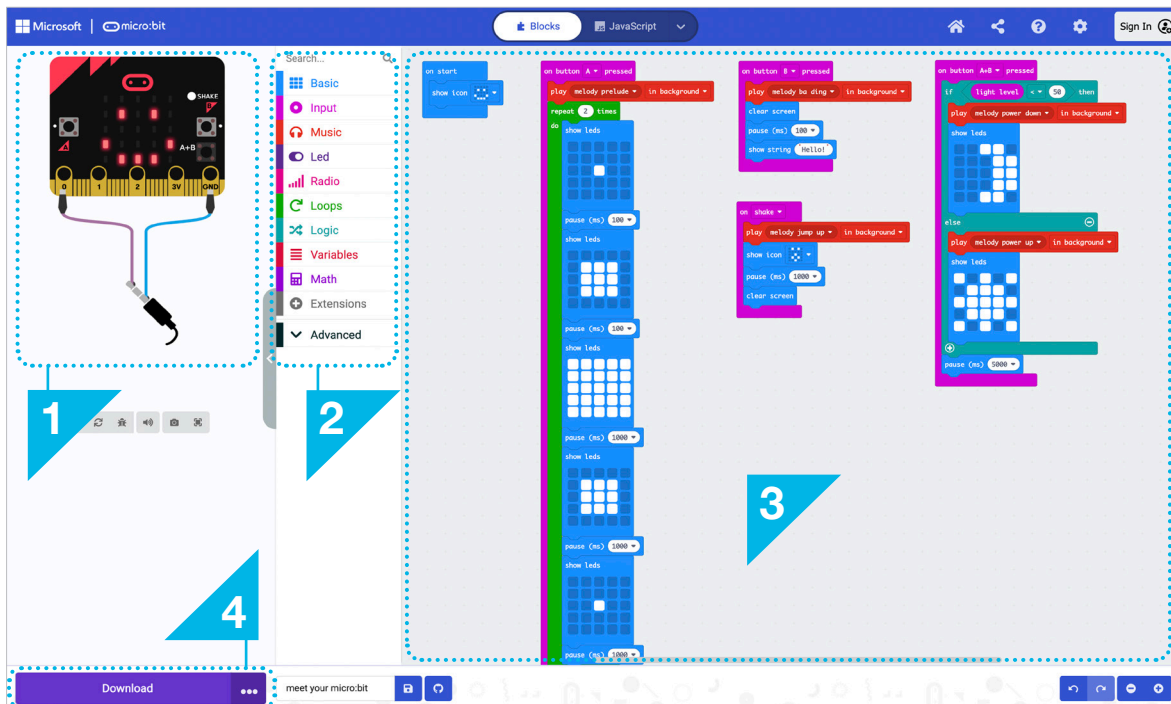 Microsoft micro:bit
Blocks
JavaScript
Sign In
SHAKE
A+B
0 1 2 3V GND
1
Search...
Basic
Input
Music
Led
Radio
Loops
Logic
Variables
Math
Extensions
Advanced
2
on start
show icon
on button A pressed
play melody prelude in background
repeat 2 times
do show leds
pause (ms) 100
show leds
pause (ms) 100
show leds
pause (ms) 1000
show leds
pause (ms) 1000
show leds
pause (ms) 1000
on button B pressed
play melody ba ding in background
clear screen
pause (ms) 100
show string "Hello!"
on shake
play melody jump up in background
show icon
pause (ms) 1000
clear screen
on button A+B pressed
if light level < 50 then
play melody power down in background
show leds
else
play melody power up in background
show leds
pause (ms) 5000
3
4
Download
meet your micro:bit